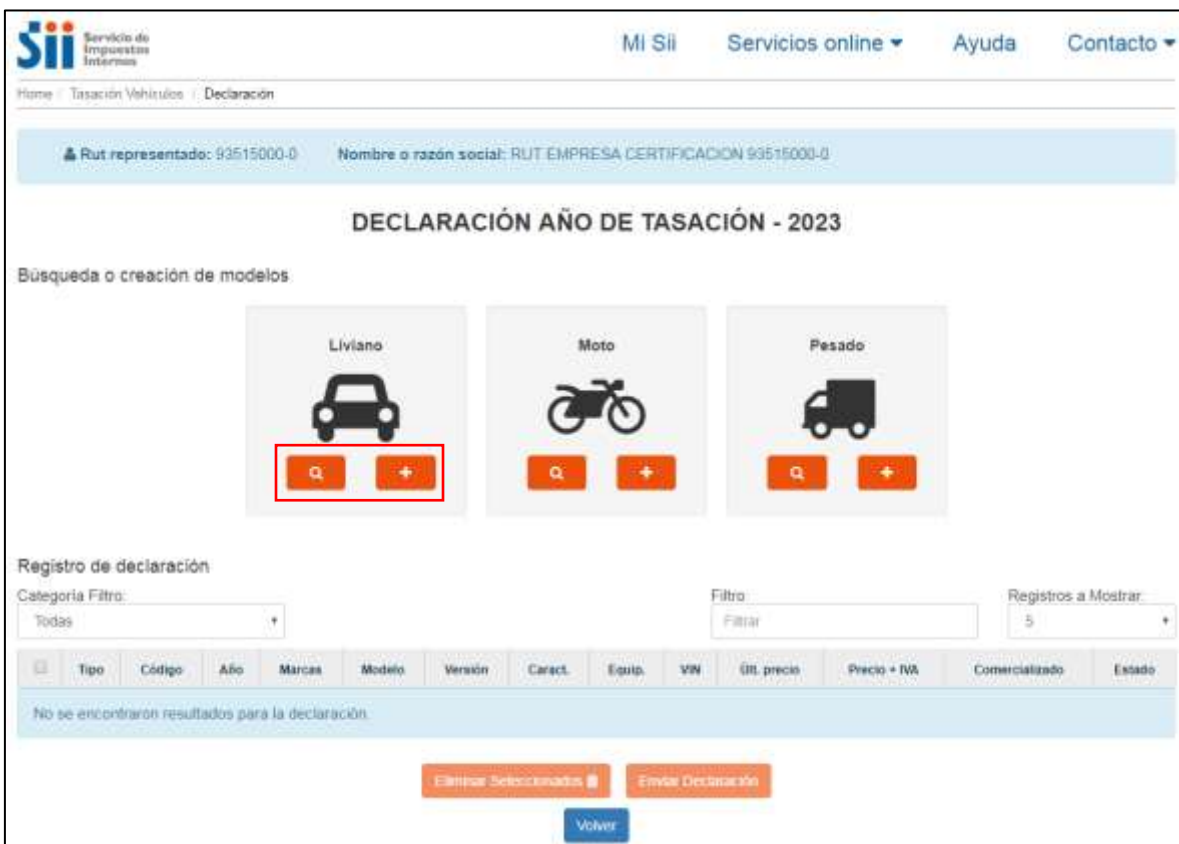 Sii Servicio de
Impuestos
Internos
Mi Sii Servicios online Ayuda Contacto
Home / Tasación Vehículos / Declaración
Rut representado: 93515000-0 Nombre o razón social: RUT EMPRESA CERTIFICACION 93515000-0
DECLARACIÓN AÑO DE TASACIÓN - 2023
Búsqueda o creación de modelos
Liviano Moto Pesado
Registro de declaración
Categoría Filtro: Filtro: Registros a Mostrar:
Todas Filtrar 5
Tipo Código Año Marcas Modelo Versión Caract. Equip. VIN Últ. precio Precio + IVA Comercializado Estado
No se encontraron resultados para la declaración.
Eliminar Seleccionados Enviar Declaración
Volver